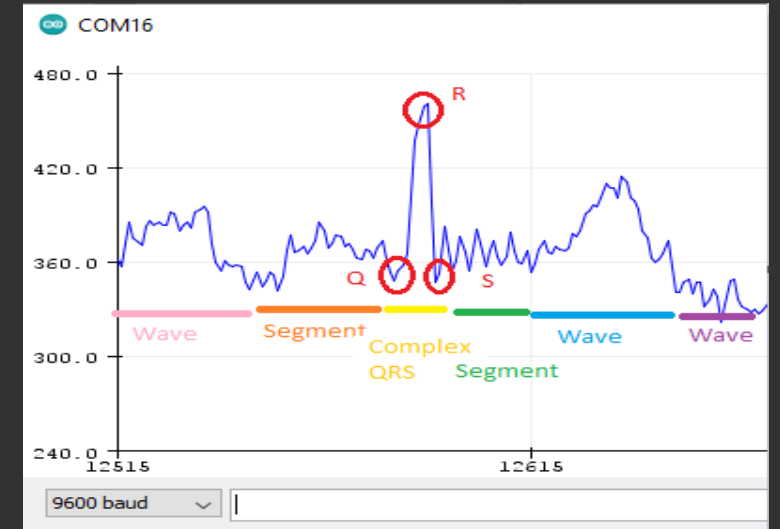 COM16
480.0
R
420.0
360.0
Q
S
Wave
Segment
Complex
QRS
Segment
Wave
Wave
300.0
240.0
12515
12615
9600 baud